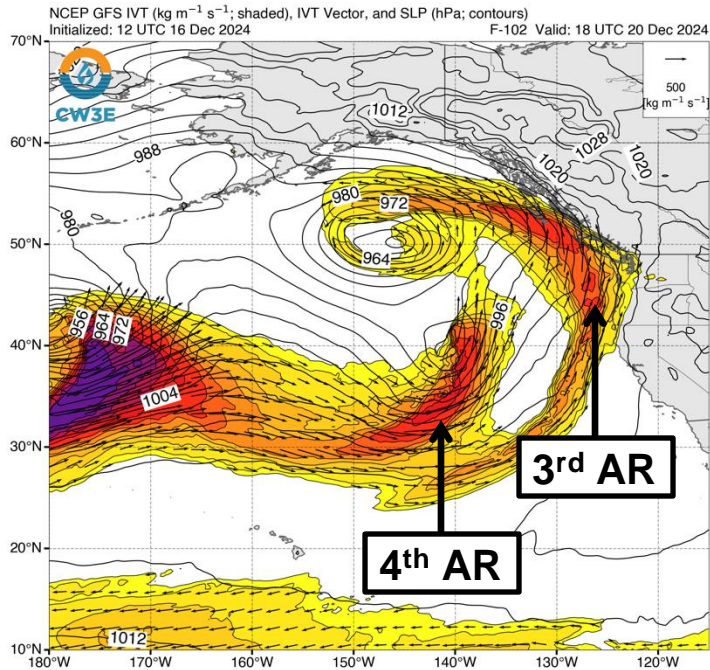 NCEP GFS IVT (kg m⁻¹ s⁻¹; shaded), IVT Vector, and SLP (hPa; contours)
Initialized: 12 UTC 16 Dec 2024 F-102 Valid: 18 UTC 20 Dec 2024
70°N
CW3E
500
[kg m⁻¹ s⁻¹]
1012
1028
1020
1020
60°N
988
980
980
972
50°N
964
996
956
964
972
40°N
1004
30°N
3rd AR
4th AR
20°N
1012
10°N
180°W 170°W 160°W 150°W 140°W 130°W 120°W